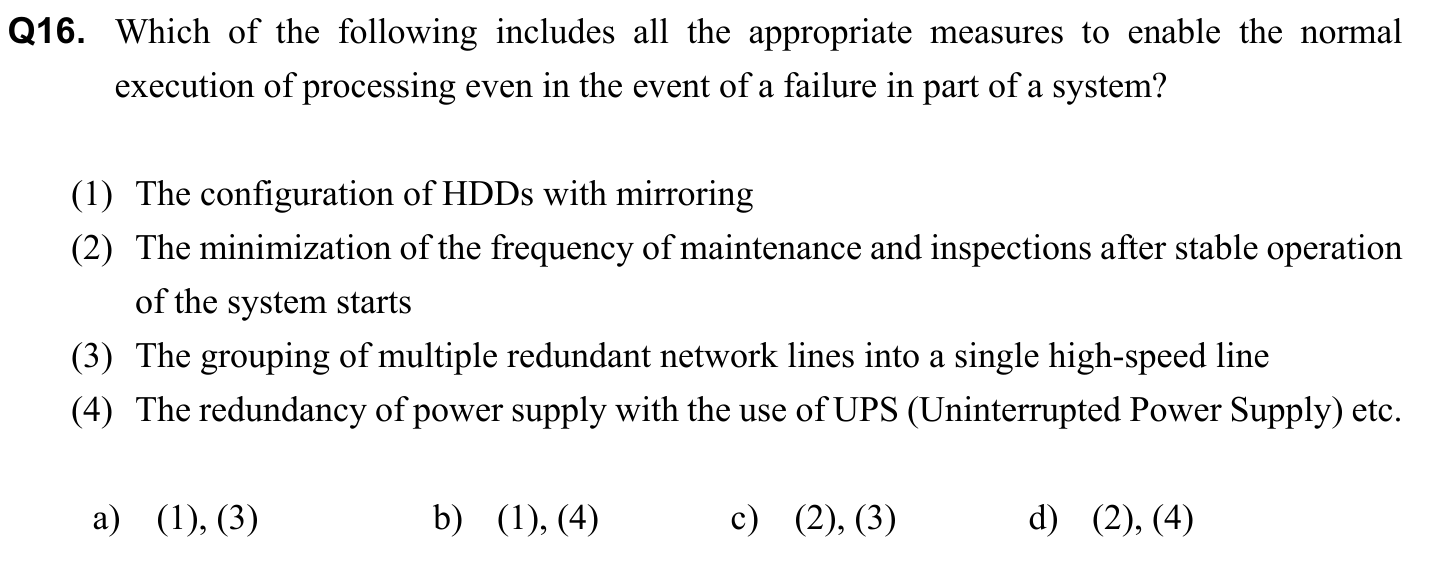 Q16. Which of the following includes all the appropriate measures to enable the normal
execution of processing even in the event of a failure in part of a system?
(1) The configuration of HDDs with mirroring
(2) The minimization of the frequency of maintenance and inspections after stable operation
of the system starts
(3) The grouping of multiple redundant network lines into a single high-speed line
(4) The redundancy of power supply with the use of UPS (Uninterrupted Power Supply) etc.
a) (1), (3) b) (1), (4) c) (2), (3) d) (2), (4)